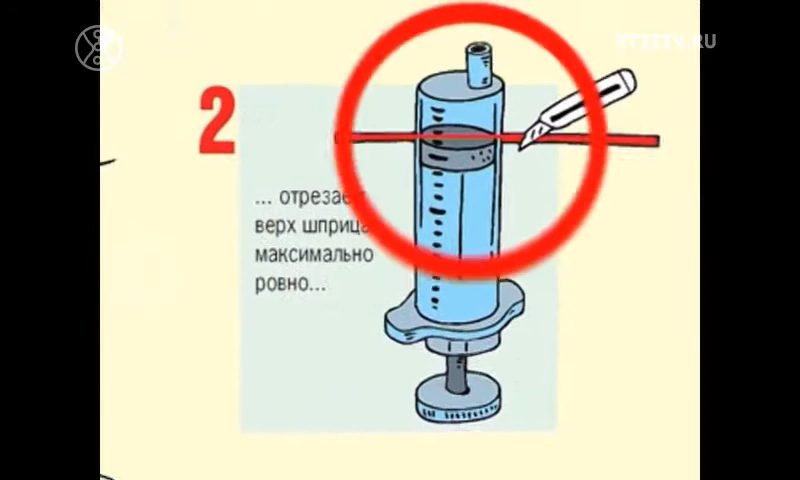 2
... отрезаем
верх шприца
максимально
ровно...